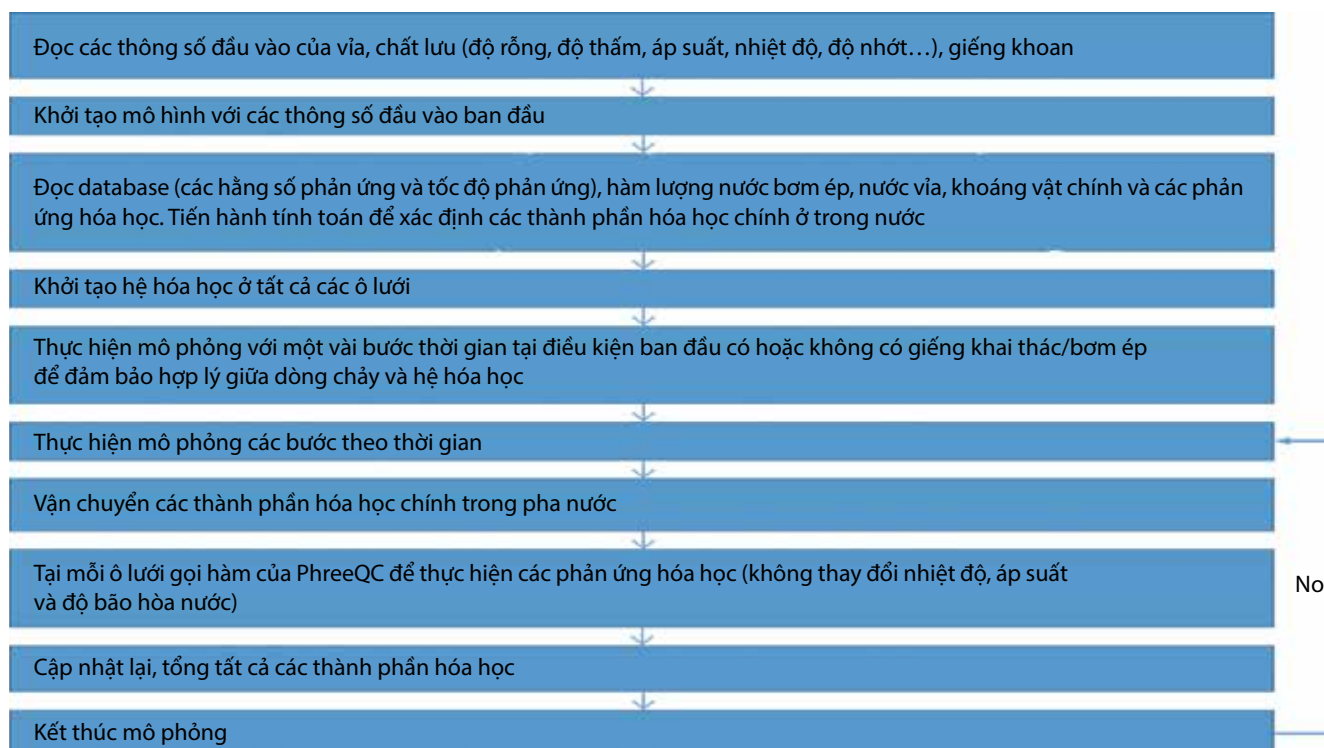 Đọc các thông số đầu vào của vỉa, chất lưu (độ rỗng, độ thấm, áp suất, nhiệt độ, độ nhớt…), giếng khoan
Khởi tạo mô hình với các thông số đầu vào ban đầu
Đọc database (các hằng số phản ứng và tốc độ phản ứng), hàm lượng nước bơm ép, nước vỉa, khoáng vật chính và các phản
ứng hóa học. Tiến hành tính toán để xác định các thành phần hóa học chính ở trong nước
Khởi tạo hệ hóa học ở tất cả các ô lưới
Thực hiện mô phỏng với một vài bước thời gian tại điều kiện ban đầu có hoặc không có giếng khai thác/bơm ép
để đảm bảo hợp lý giữa dòng chảy và hệ hóa học
Thực hiện mô phỏng các bước theo thời gian
Vận chuyển các thành phần hóa học chính trong pha nước
Tại mỗi ô lưới gọi hàm của PhreeQC để thực hiện các phản ứng hóa học (không thay đổi nhiệt độ, áp suất
và độ bão hòa nước)
No
Cập nhật lại, tổng tất cả các thành phần hóa học
Kết thúc mô phỏng